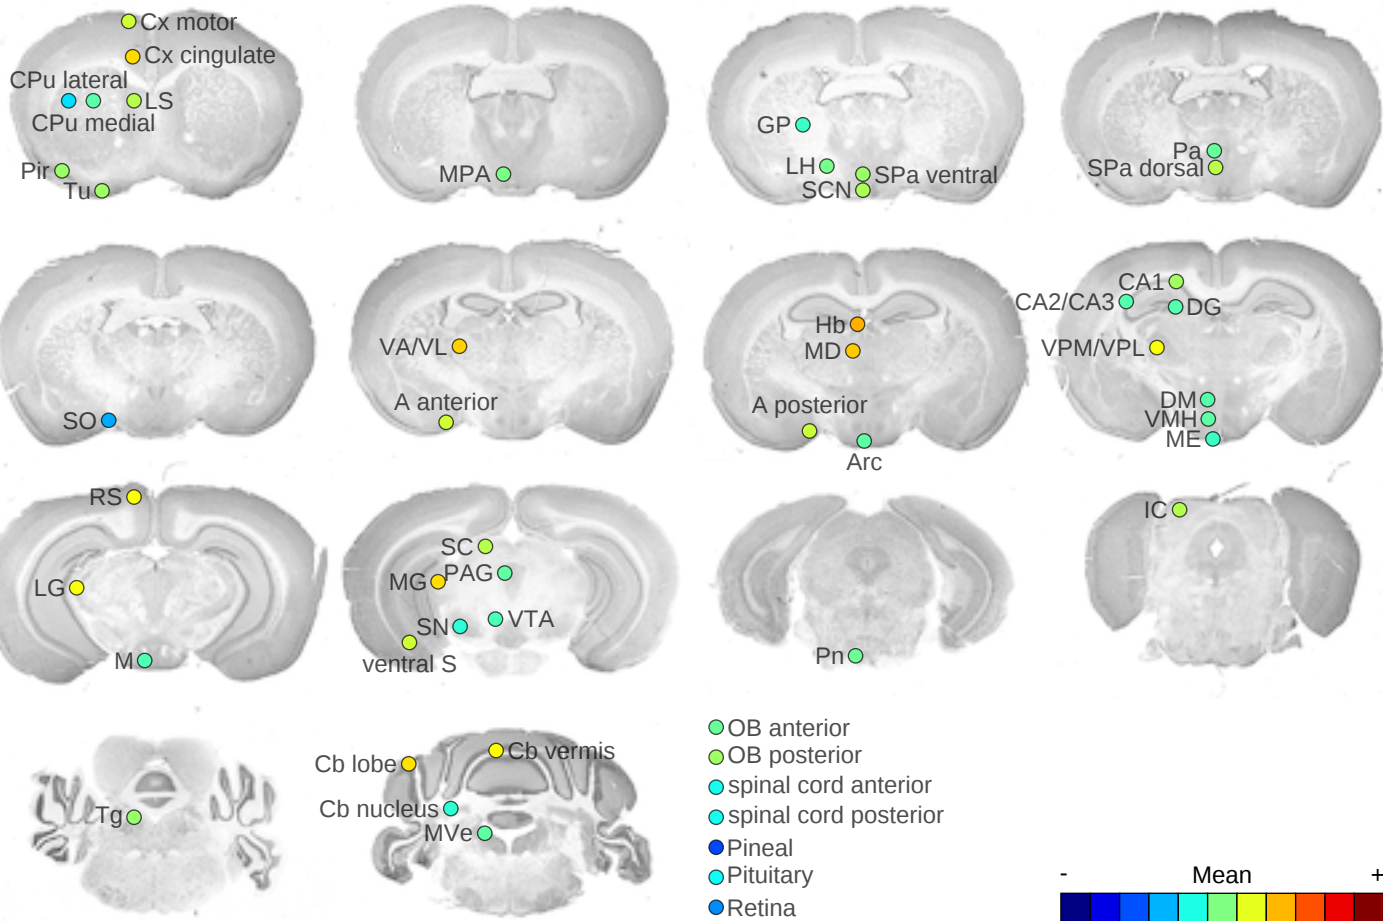 Cx motor
Cx cingulate
CPu lateral
LS
CPu medial
Pir
Tu
MPA
GP
LH
SPa ventral
SCN
Pa
SPa dorsal
SO
VA/VL
A anterior
Hb
MD
A posterior
Arc
CA1
CA2/CA3
DG
VPM/VPL
DM
VMH
ME
RS
LG
M
SC
PAG
MG
SN
VTA
ventral S
Pn
IC
Tg
Cb lobe
Cb vermis
Cb nucleus
MVe
OB anterior
OB posterior
spinal cord anterior
spinal cord posterior
Pineal
Pituitary
Retina
- Mean +